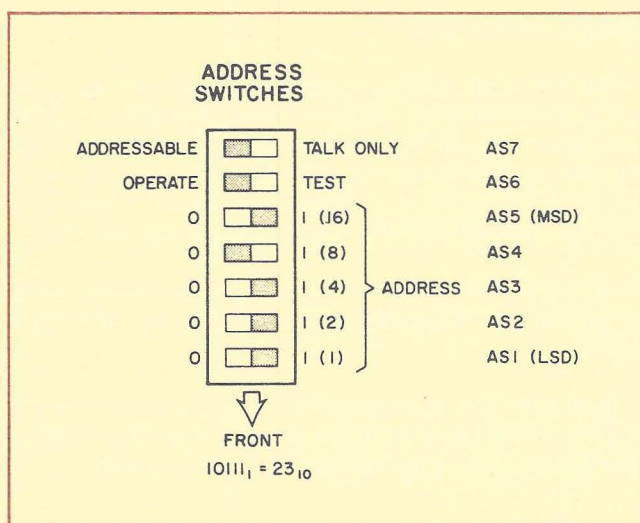 ADDRESS
SWITCHES
ADDRESSABLE TALK ONLY AS7
OPERATE TEST AS6
0 1 (16) AS5 (MSD)
0 1 (8) AS4
0 1 (4) ADDRESS AS3
0 1 (2) AS2
0 1 (1) AS1 (LSD)
FRONT
10111₁ = 23₁₀